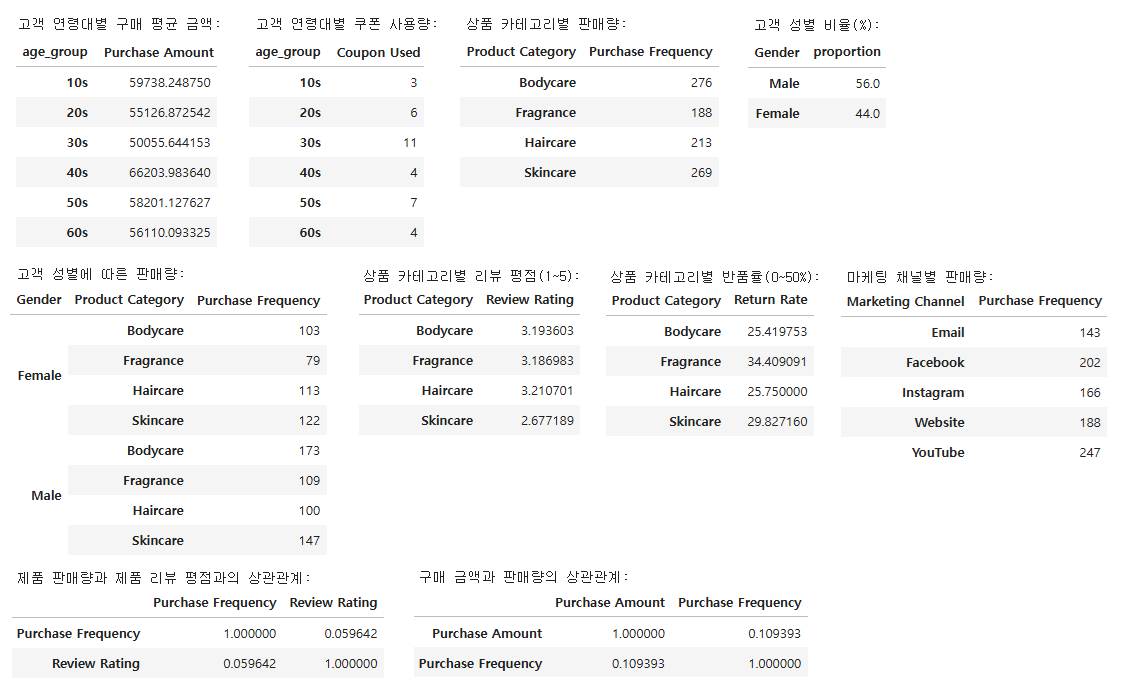 고객 연령대별 구매 평균 금액:
age_group Purchase Amount
10s 59738.248750
20s 55126.872542
30s 50055.644153
40s 66203.983640
50s 58201.127627
60s 56110.093325
고객 연령대별 쿠폰 사용량:
age_group Coupon Used
10s 3
20s 6
30s 11
40s 4
50s 7
60s 4
상품 카테고리별 판매량:
Product Category Purchase Frequency
Bodycare 276
Fragrance 188
Haircare 213
Skincare 269
고객 성별 비율(%):
Gender proportion
Male 56.0
Female 44.0
고객 성별에 따른 판매량:
Gender Product Category Purchase Frequency
Female
Bodycare 103
Fragrance 79
Haircare 113
Skincare 122
Male
Bodycare 173
Fragrance 109
Haircare 100
Skincare 147
상품 카테고리별 리뷰 평점(1~5):
Product Category Review Rating
Bodycare 3.193603
Fragrance 3.186983
Haircare 3.210701
Skincare 2.677189
상품 카테고리별 반품률(0~50%):
Product Category Return Rate
Bodycare 25.419753
Fragrance 34.409091
Haircare 25.750000
Skincare 29.827160
마케팅 채널별 판매량:
Marketing Channel Purchase Frequency
Email 143
Facebook 202
Instagram 166
Website 188
YouTube 247
제품 판매량과 제품 리뷰 평점과의 상관관계:
Purchase Frequency Review Rating
Purchase Frequency 1.000000 0.059642
Review Rating 0.059642 1.000000
구매 금액과 판매량의 상관관계:
Purchase Amount Purchase Frequency
Purchase Amount 1.000000 0.109393
Purchase Frequency 0.109393 1.000000